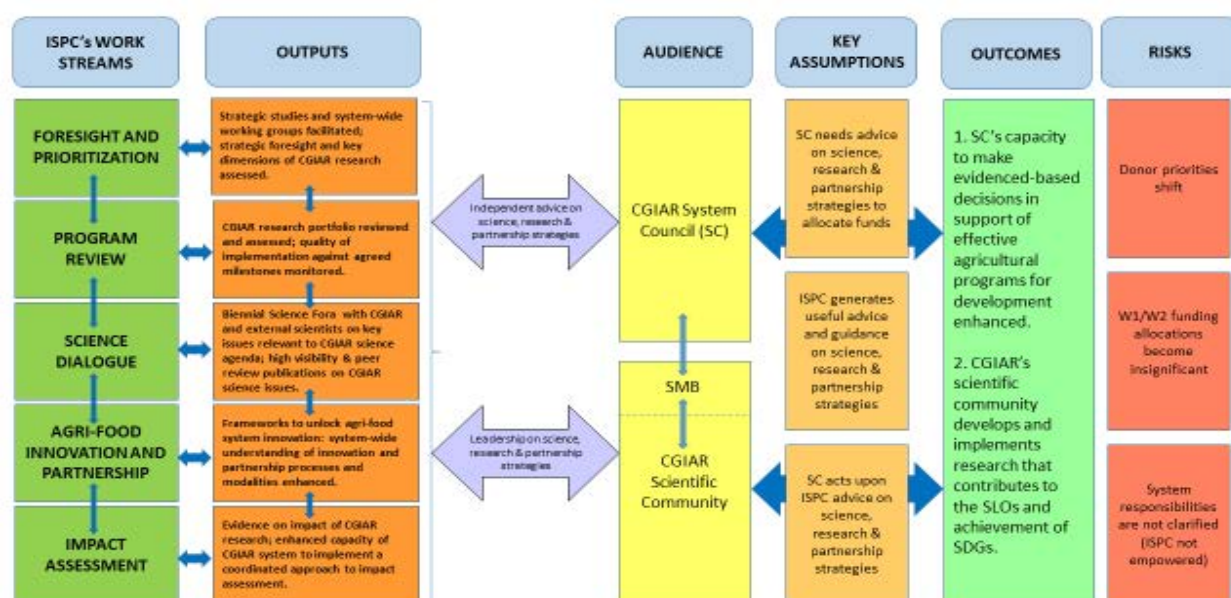 ISPC's WORK
STREAMS
OUTPUTS
AUDIENCE
KEY
ASSUMPTIONS
OUTCOMES
RISKS
FORESIGHT AND
PRIORITIZATION
PROGRAM
REVIEW
SCIENCE
DIALOGUE
AGRI-FOOD
INNOVATION AND
PARTNERSHIP
IMPACT
ASSESSMENT
Strategic studies and system-wide
working groups facilitated;
strategic foresight and key
dimensions of CGIAR research
assessed.
CGIAR research portfolio reviewed
and assessed; quality of
implementation against agreed
milestones monitored.
Biennial Science Fora with CGIAR
and external scientists on key
issues relevant to CGIAR science
agenda; high visibility & peer
review publications on CGIAR
science issues.
Frameworks to unlock agri-food
system innovation: system-wide
understanding of innovation and
partnership processes and
modalities enhanced.
Evidence on impact of CGIAR
research; enhanced capacity of
CGIAR system to implement a
coordinated approach to impact
assessment.
Independent advice on
science, research &
partnership strategies
Leadership on science,
research & partnership
strategies
CGIAR System
Council (SC)
SMB
CGIAR
Scientific
Community
SC needs advice
on science,
research &
partnership
strategies to
allocate funds
ISPC generates
useful advice
and guidance
on science,
research &
partnership
strategies
SC acts upon
ISPC advice on
science,
research &
partnership
strategies
1. SC's capacity
to make
evidenced-based
decisions in
support of
effective
agricultural
programs for
development
enhanced.
2. CGIAR's
scientific
community
develops and
implements
research that
contributes to
the SLOs and
achievement of
SDGs.
Donor priorities
shift
W1/W2 funding
allocations
become
insignificant
System
responsibilities
are not clarified
(ISPC not
empowered)